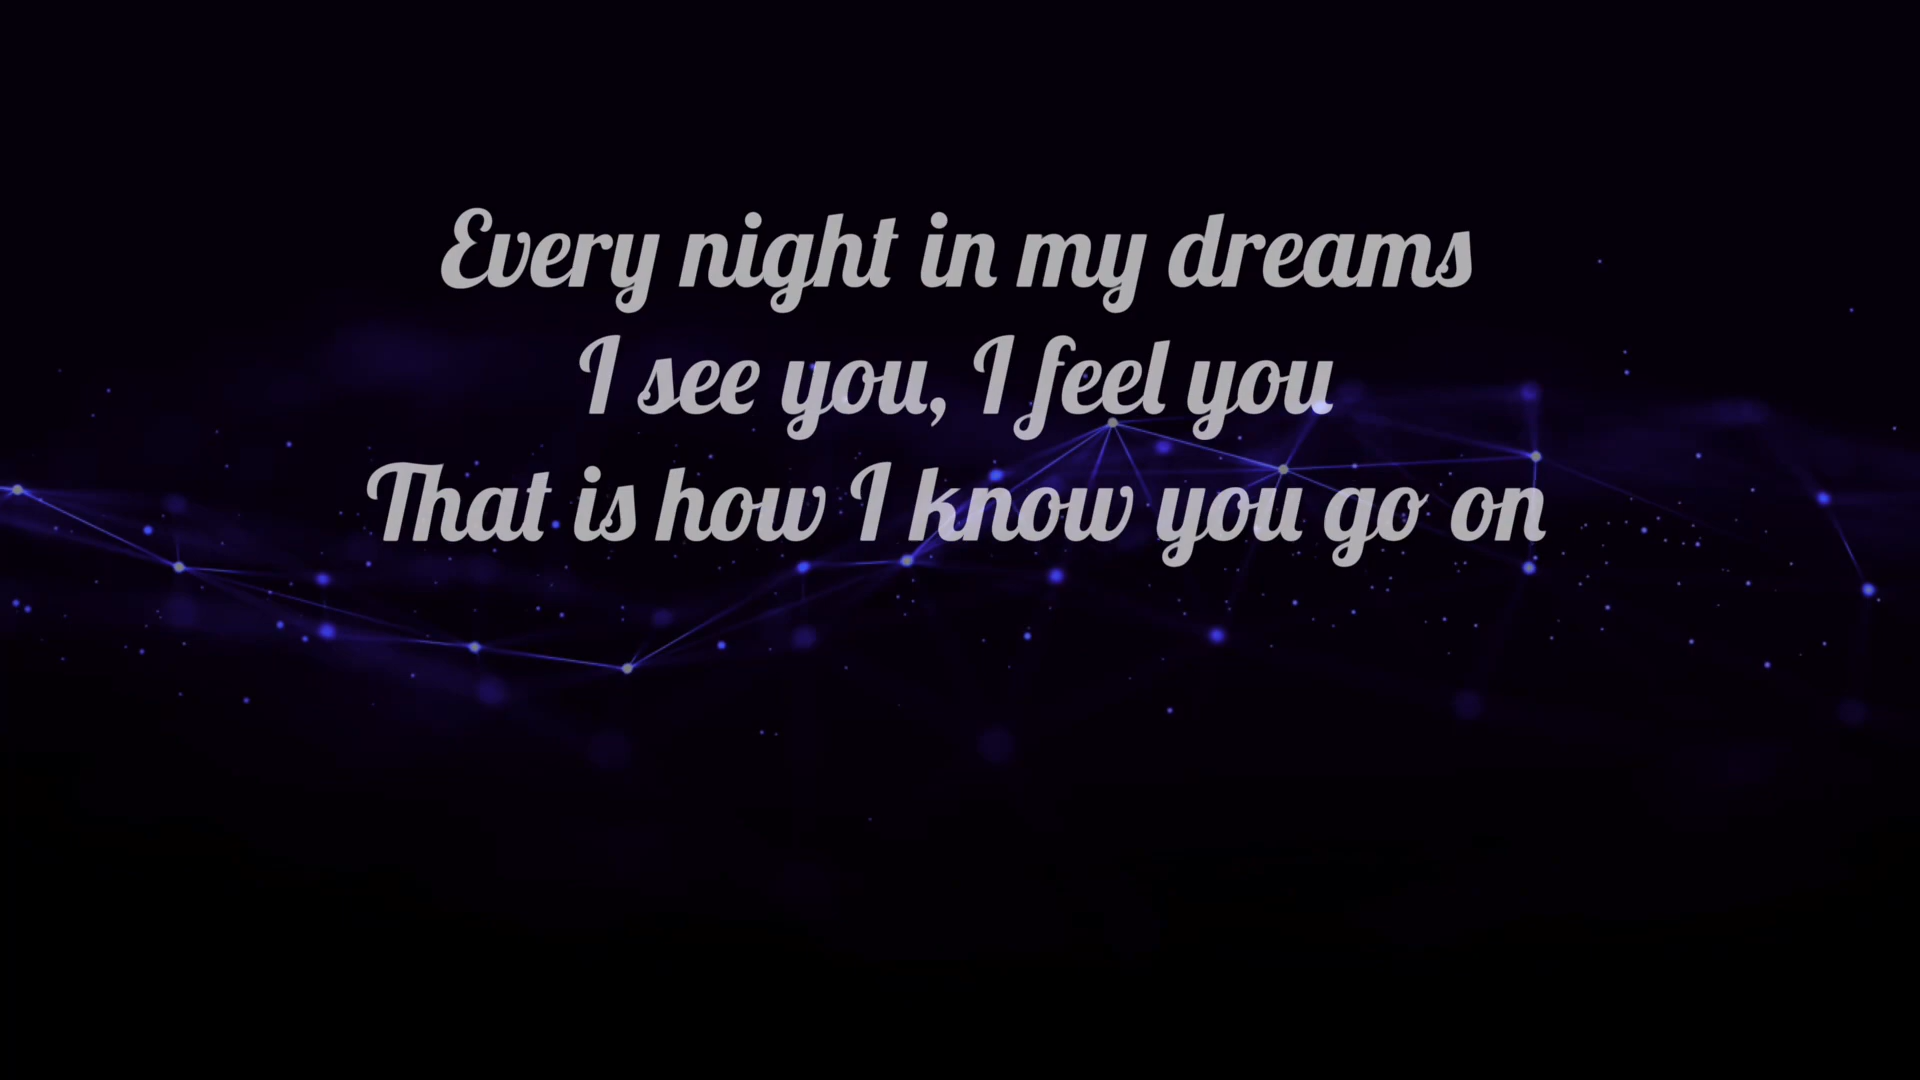 Every night in my dreams
I see you, I feel you
That is how I know you go on